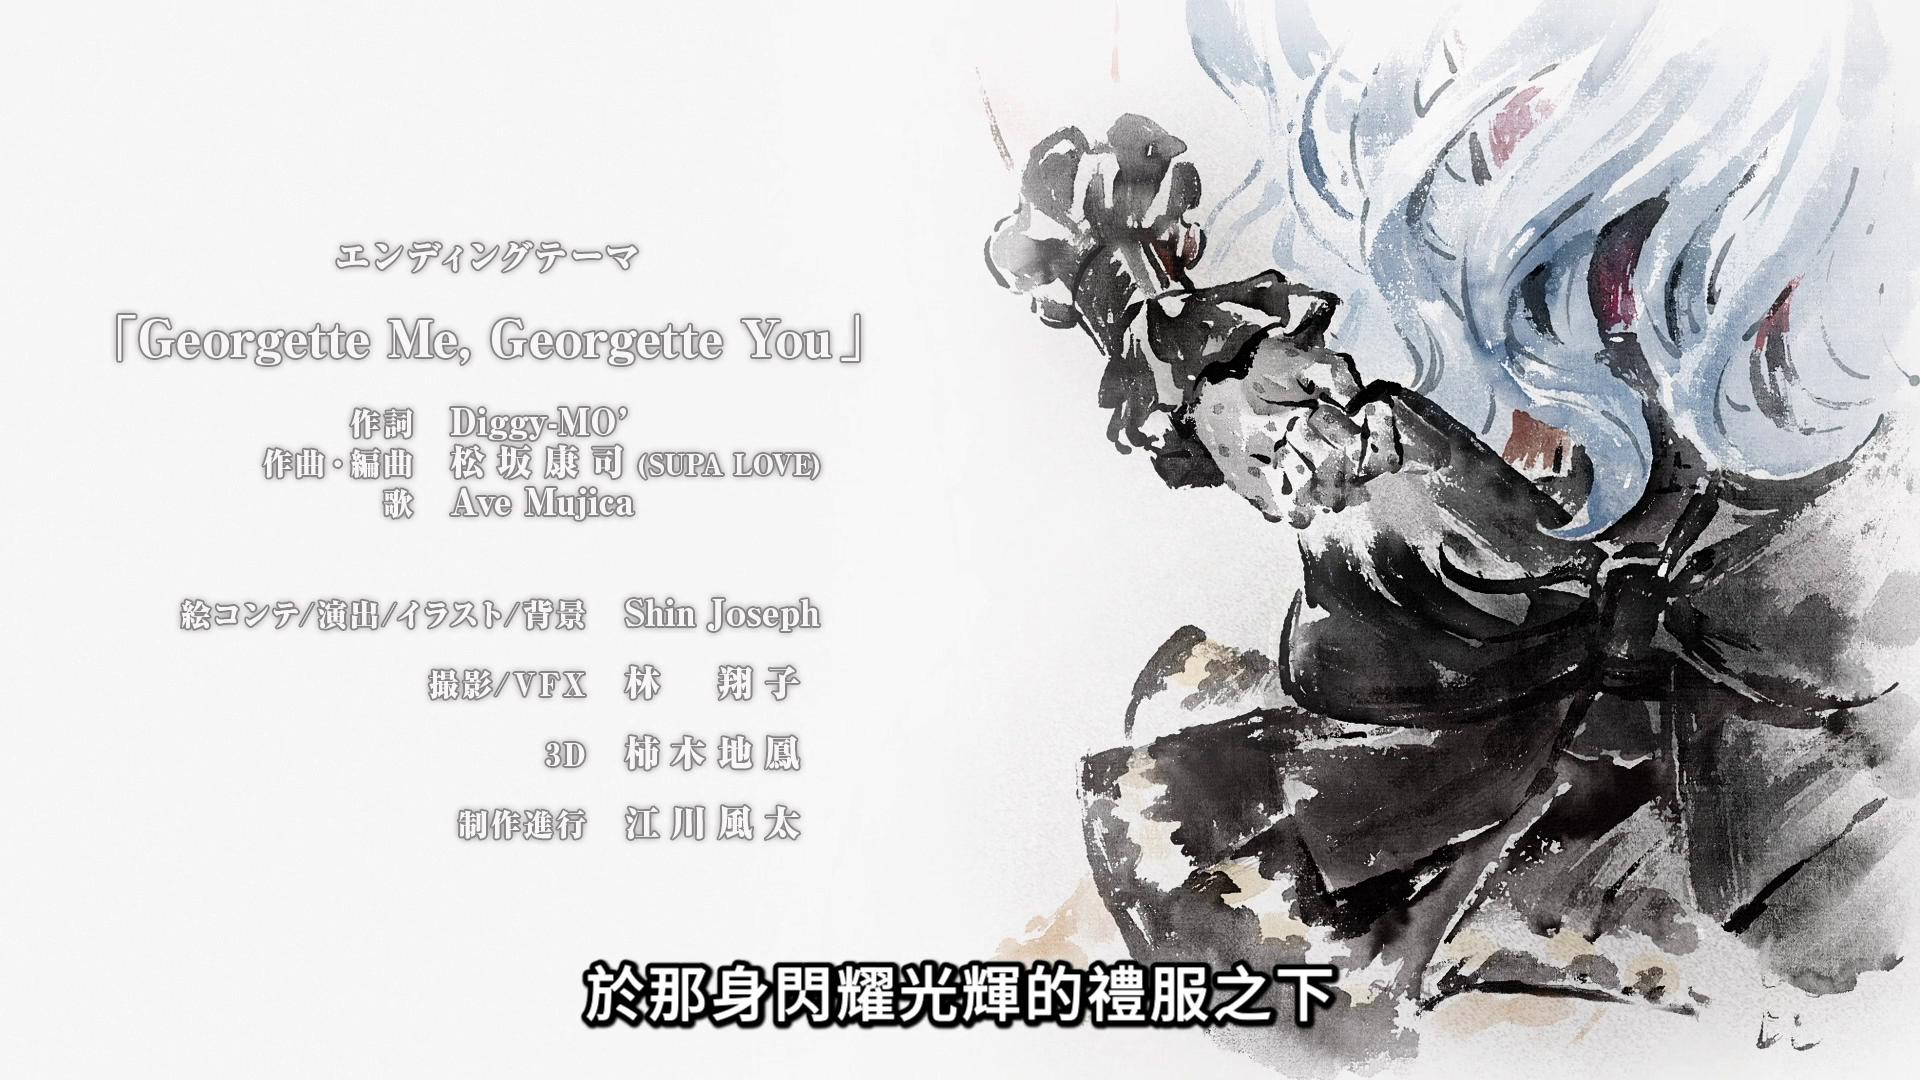 エンディングテーマ
「Georgette Me, Georgette You」
作詞 Diggy-MO’
作曲・編曲 松坂康司 (SUPA LOVE)
歌 Ave Mujica
絵コンテ/演出/イラスト/背景 Shin Joseph
撮影/VFX 林 翔子
3D 柿木地鳳
制作進行 江川風太
於那身閃耀光輝的禮服之下